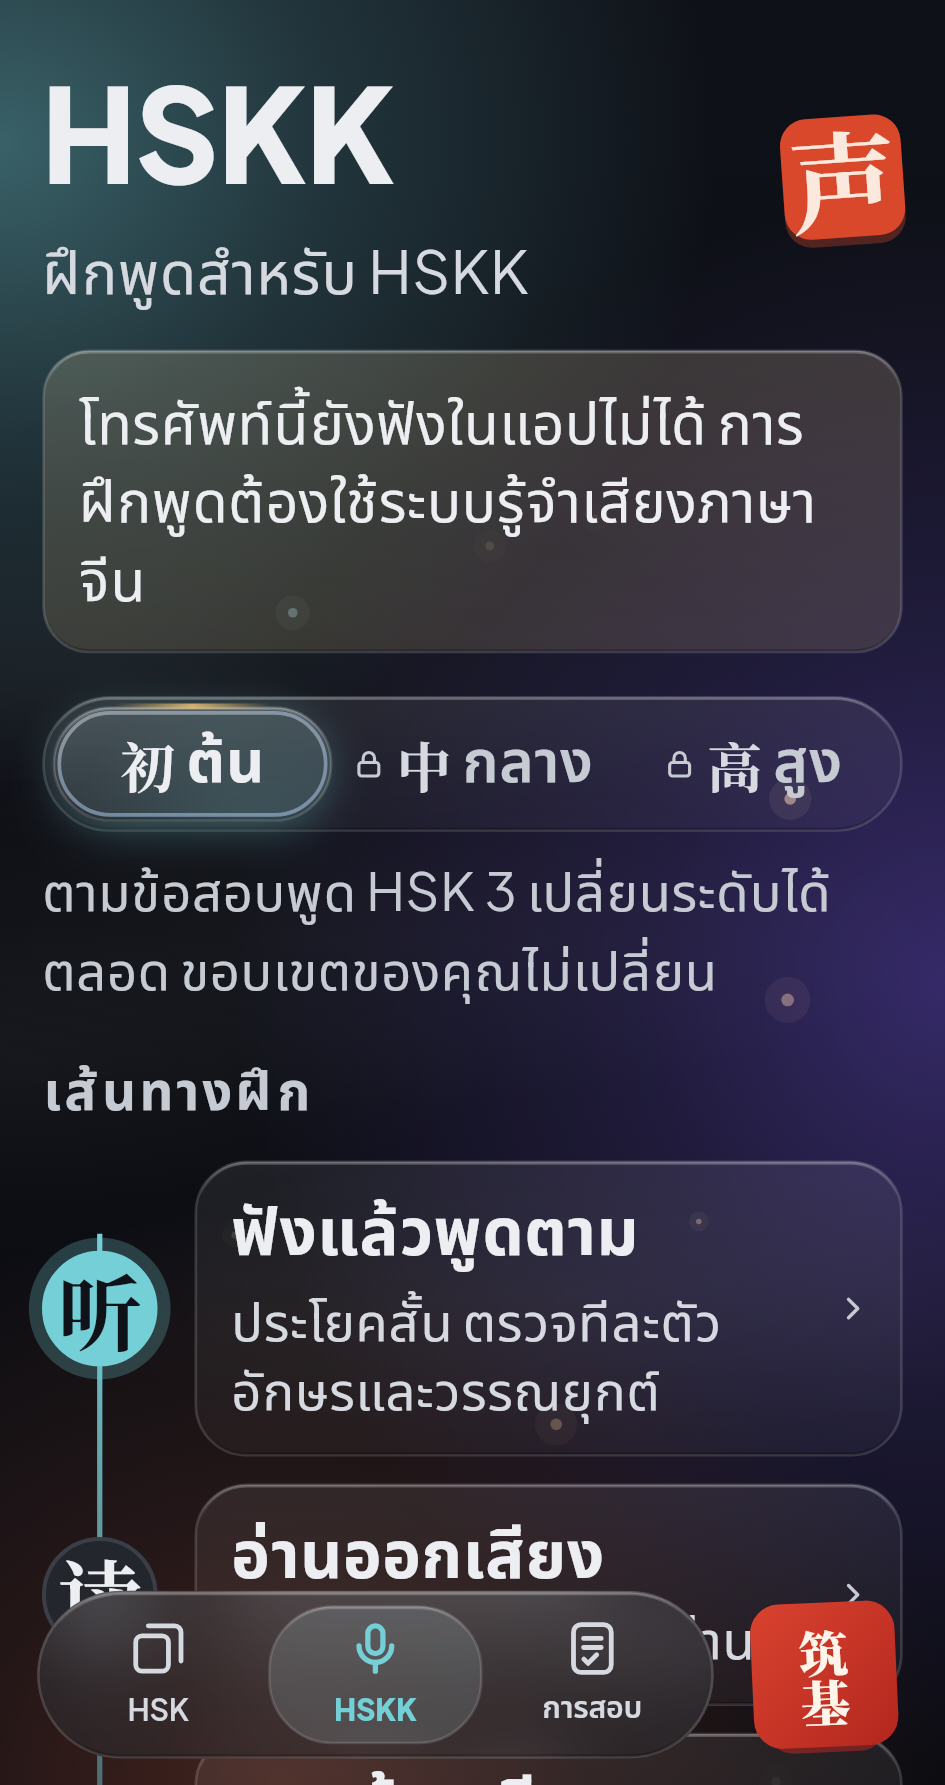 HSKK
声
ฝึกพูดสำหรับ HSKK
โทรศัพท์นี้ยังฟังในแอปไม่ได้ การ
ฝึกพูดต้องใช้ระบบรู้จำเสียงภาษา
จีน
初 ต้น
中 กลาง
高 สูง
ตามข้อสอบพูด HSK 3 เปลี่ยนระดับได้
ตลอด ขอบเขตของคุณไม่เปลี่ยน
เส้นทางฝึก
听
ฟังแล้วพูดตาม
ประโยคสั้น ตรวจทีละตัว
อักษรและวรรณยุกต์
读
อ่านออกเสียง
HSK
HSKK
การสอบ
筑
基